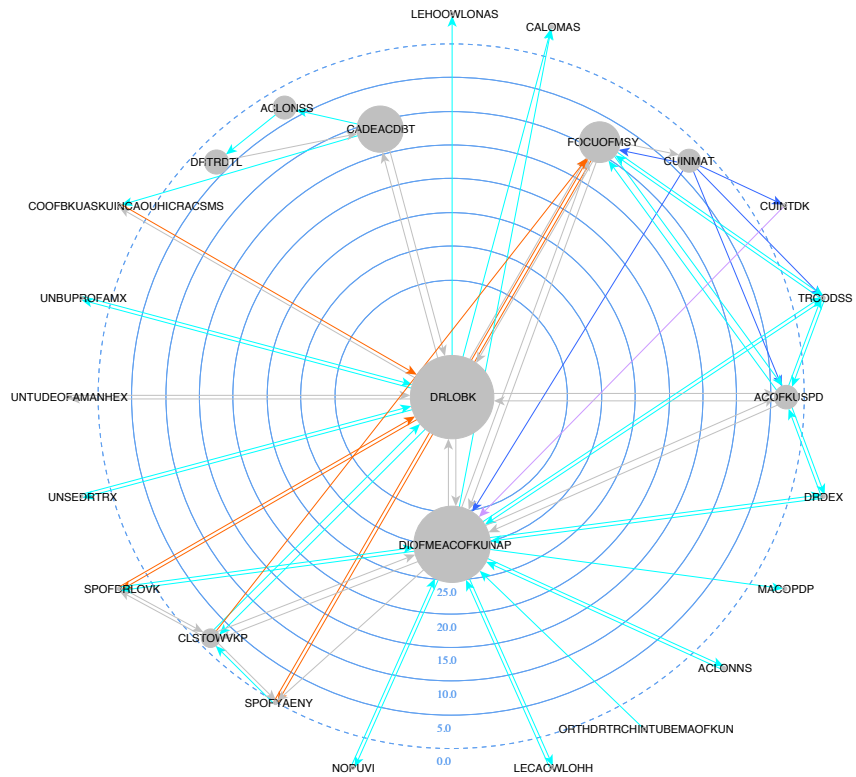 LEHOOWLONAS
CALOMAS
ACLONSS
CADEACDBT
FOCUOFMSY
DFTRDTL
CUINMAT
COOFBKUASKUINCAOUHICRACSMS
CUINTDK
UNBUPROFAMX
TRCODSS
UNTUDEOFAMANHEX
DRLOBK
ACOFKUSPD
UNSEDRTRX
DRDEX
DIOFMEACOFKUNAP
SPOFDRLOVK
MACOPDP
25.0
20.0
CLSTOWVKP
15.0
ACLONNS
10.0
SPOFYAENY
5.0
ORTHDRTRCHINTUBEMAOFKUN
0.0
NOPUVI
LECAOWLOHH